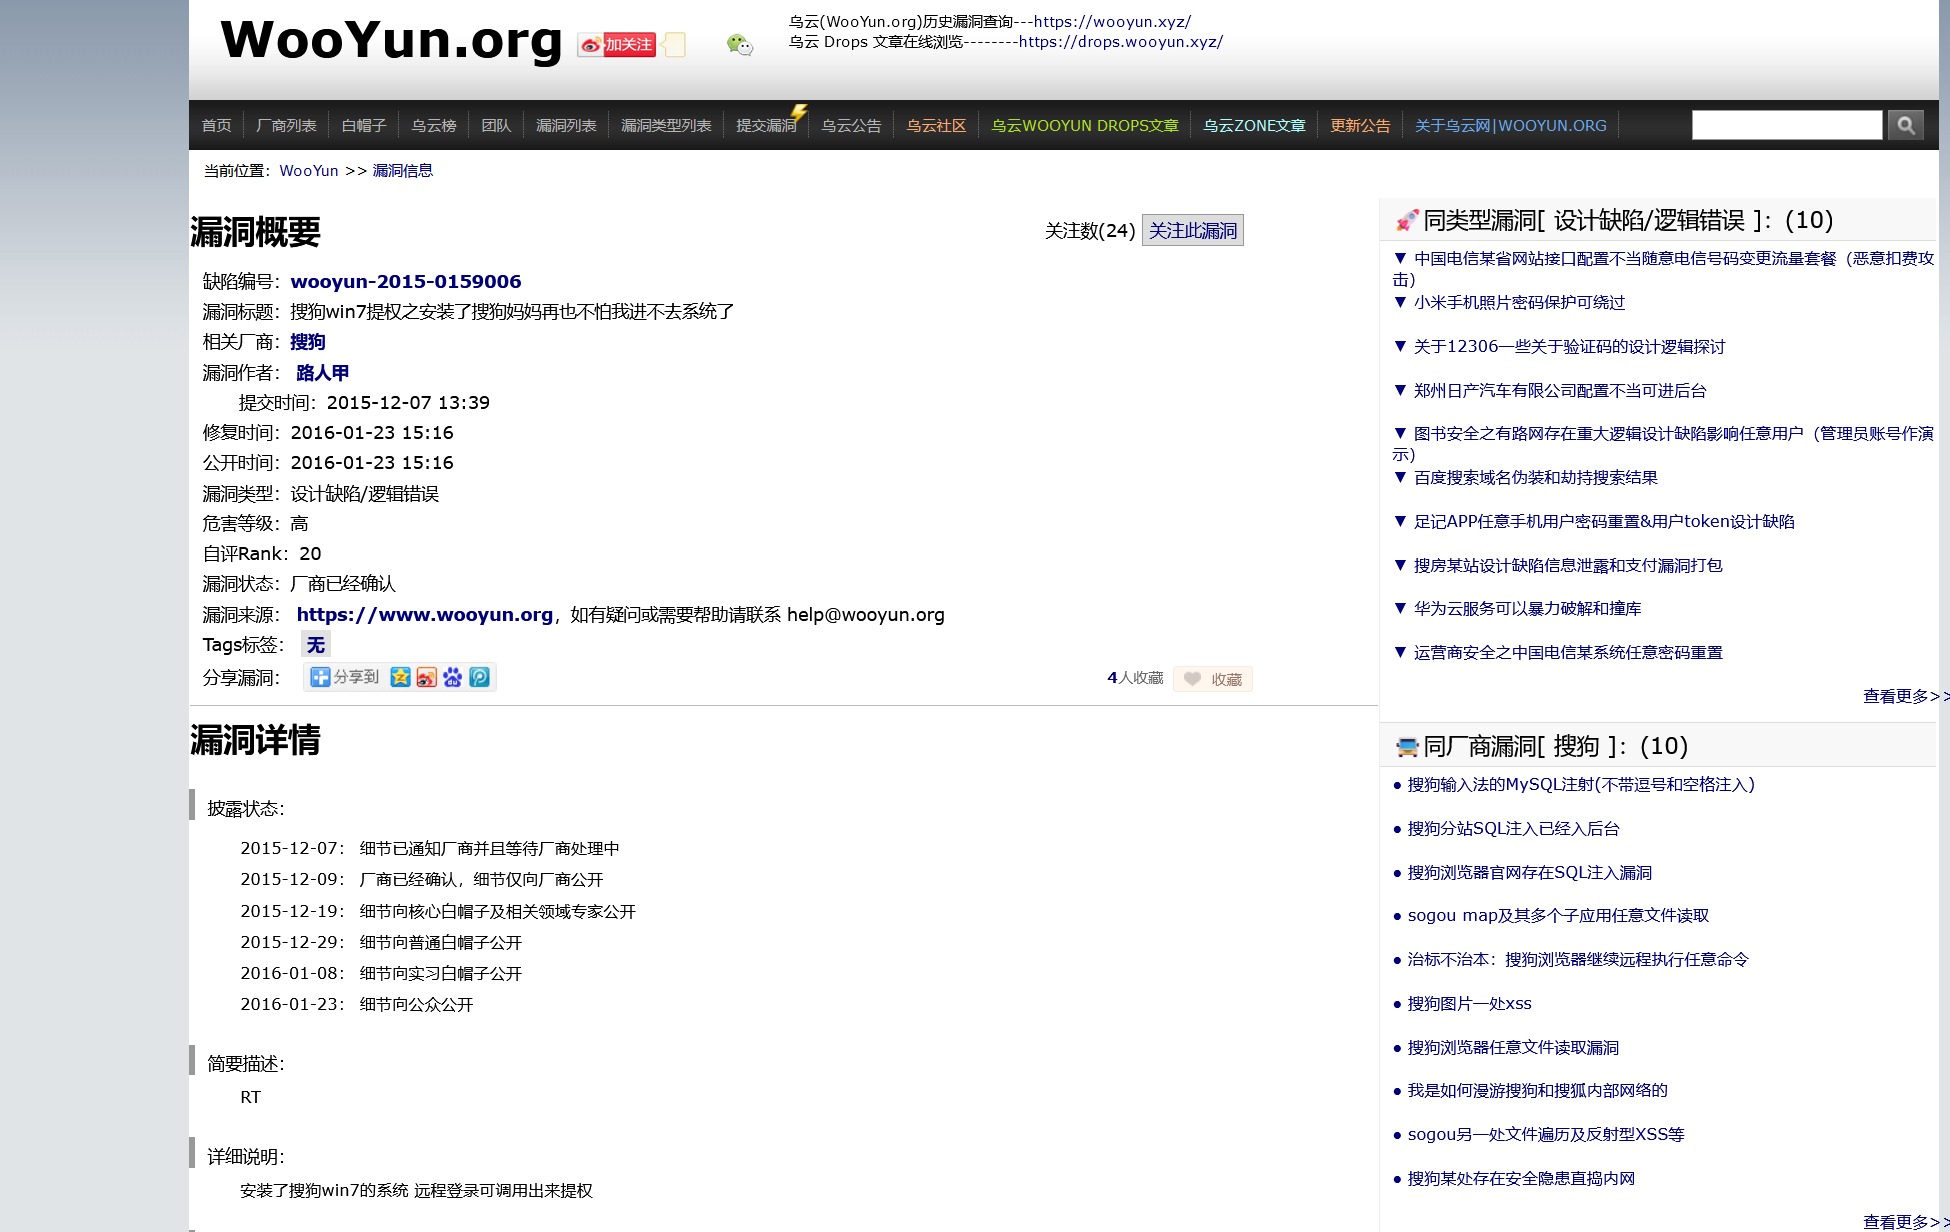 WooYun.org 加关注
乌云(WooYun.org)历史漏洞查询---https://wooyun.xyz/
乌云 Drops 文章在线浏览--------https://drops.wooyun.xyz/
首页 厂商列表 白帽子 乌云榜 团队 漏洞列表 漏洞类型列表 提交漏洞 乌云公告 乌云社区 乌云WOOYUN DROPS文章 乌云ZONE文章 更新公告 关于乌云网|WOOYUN.ORG
当前位置：WooYun >> 漏洞信息
漏洞概要
关注数(24) 关注此漏洞
缺陷编号：wooyun-2015-0159006
漏洞标题：搜狗win7提权之安装了搜狗妈妈再也不怕我进不去系统了
相关厂商：搜狗
漏洞作者： 路人甲
提交时间：2015-12-07 13:39
修复时间：2016-01-23 15:16
公开时间：2016-01-23 15:16
漏洞类型：设计缺陷/逻辑错误
危害等级：高
自评Rank：20
漏洞状态：厂商已经确认
漏洞来源： https://www.wooyun.org，如有疑问或需要帮助请联系 help@wooyun.org
Tags标签： 无
分享漏洞： 分享到
4人收藏 收藏
漏洞详情
披露状态：
2015-12-07： 细节已通知厂商并且等待厂商处理中
2015-12-09： 厂商已经确认，细节仅向厂商公开
2015-12-19： 细节向核心白帽子及相关领域专家公开
2015-12-29： 细节向普通白帽子公开
2016-01-08： 细节向实习白帽子公开
2016-01-23： 细节向公众公开
简要描述：
RT
详细说明：
安装了搜狗win7的系统 远程登录可调用出来提权
同类型漏洞[ 设计缺陷/逻辑错误 ]：(10)
▼ 中国电信某省网站接口配置不当随意电信号码变更流量套餐（恶意扣费攻
击）
▼ 小米手机照片密码保护可绕过
▼ 关于12306一些关于验证码的设计逻辑探讨
▼ 郑州日产汽车有限公司配置不当可进后台
▼ 图书安全之有路网存在重大逻辑设计缺陷影响任意用户（管理员账号作演
示）
▼ 百度搜索域名伪装和劫持搜索结果
▼ 足记APP任意手机用户密码重置&用户token设计缺陷
▼ 搜房某站设计缺陷信息泄露和支付漏洞打包
▼ 华为云服务可以暴力破解和撞库
▼ 运营商安全之中国电信某系统任意密码重置
查看更多>>
同厂商漏洞[ 搜狗 ]：(10)
● 搜狗输入法的MySQL注射(不带逗号和空格注入)
● 搜狗分站SQL注入已经入后台
● 搜狗浏览器官网存在SQL注入漏洞
● sogou map及其多个子应用任意文件读取
● 治标不治本：搜狗浏览器继续远程执行任意命令
● 搜狗图片一处xss
● 搜狗浏览器任意文件读取漏洞
● 我是如何漫游搜狗和搜狐内部网络的
● sogou另一处文件遍历及反射型XSS等
● 搜狗某处存在安全隐患直捣内网
查看更多>>